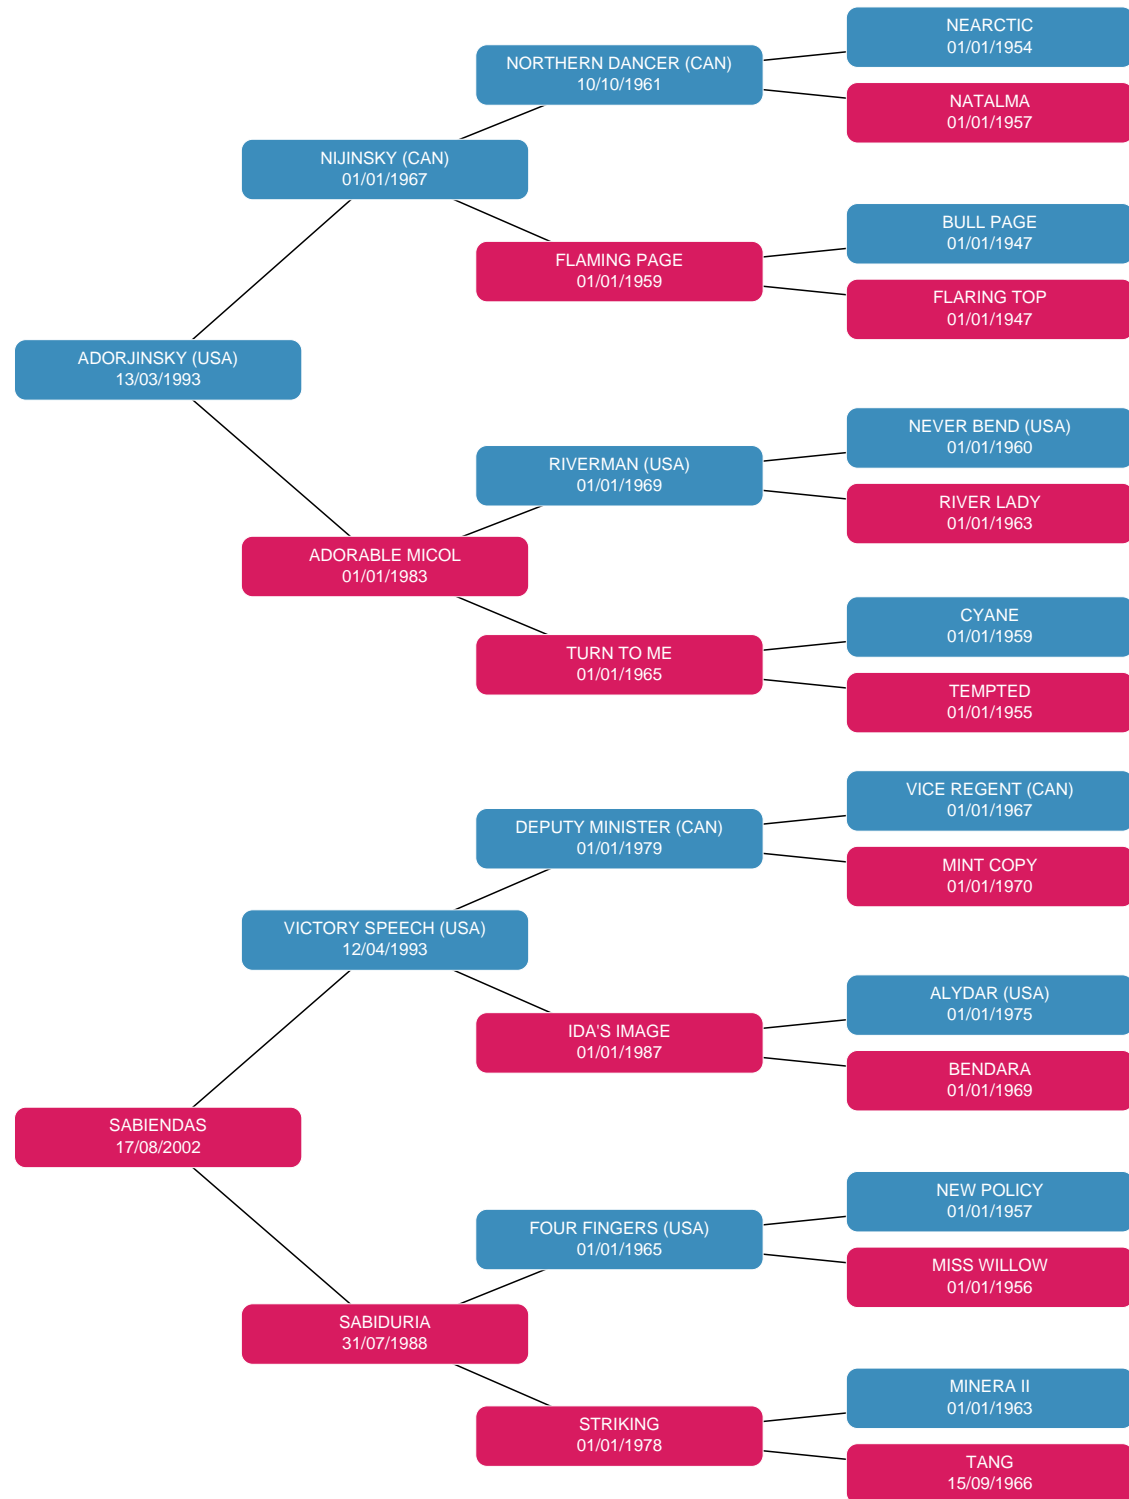 NEARCTIC
01/01/1954
NORTHERN DANCER (CAN)
10/10/1961
NATALMA
01/01/1957
NIJINSKY (CAN)
01/01/1967
BULL PAGE
01/01/1947
FLAMING PAGE
01/01/1959
FLARING TOP
01/01/1947
ADORJINSKY (USA)
13/03/1993
NEVER BEND (USA)
01/01/1960
RIVERMAN (USA)
01/01/1969
RIVER LADY
01/01/1963
ADORABLE MICOL
01/01/1983
CYANE
01/01/1959
TURN TO ME
01/01/1965
TEMPTED
01/01/1955
VICE REGENT (CAN)
01/01/1967
DEPUTY MINISTER (CAN)
01/01/1979
MINT COPY
01/01/1970
VICTORY SPEECH (USA)
12/04/1993
ALYDAR (USA)
01/01/1975
IDA'S IMAGE
01/01/1987
BENDARA
01/01/1969
SABIENDAS
17/08/2002
NEW POLICY
01/01/1957
FOUR FINGERS (USA)
01/01/1965
MISS WILLOW
01/01/1956
SABIDURIA
31/07/1988
MINERA II
01/01/1963
STRIKING
01/01/1978
TANG
15/09/1966